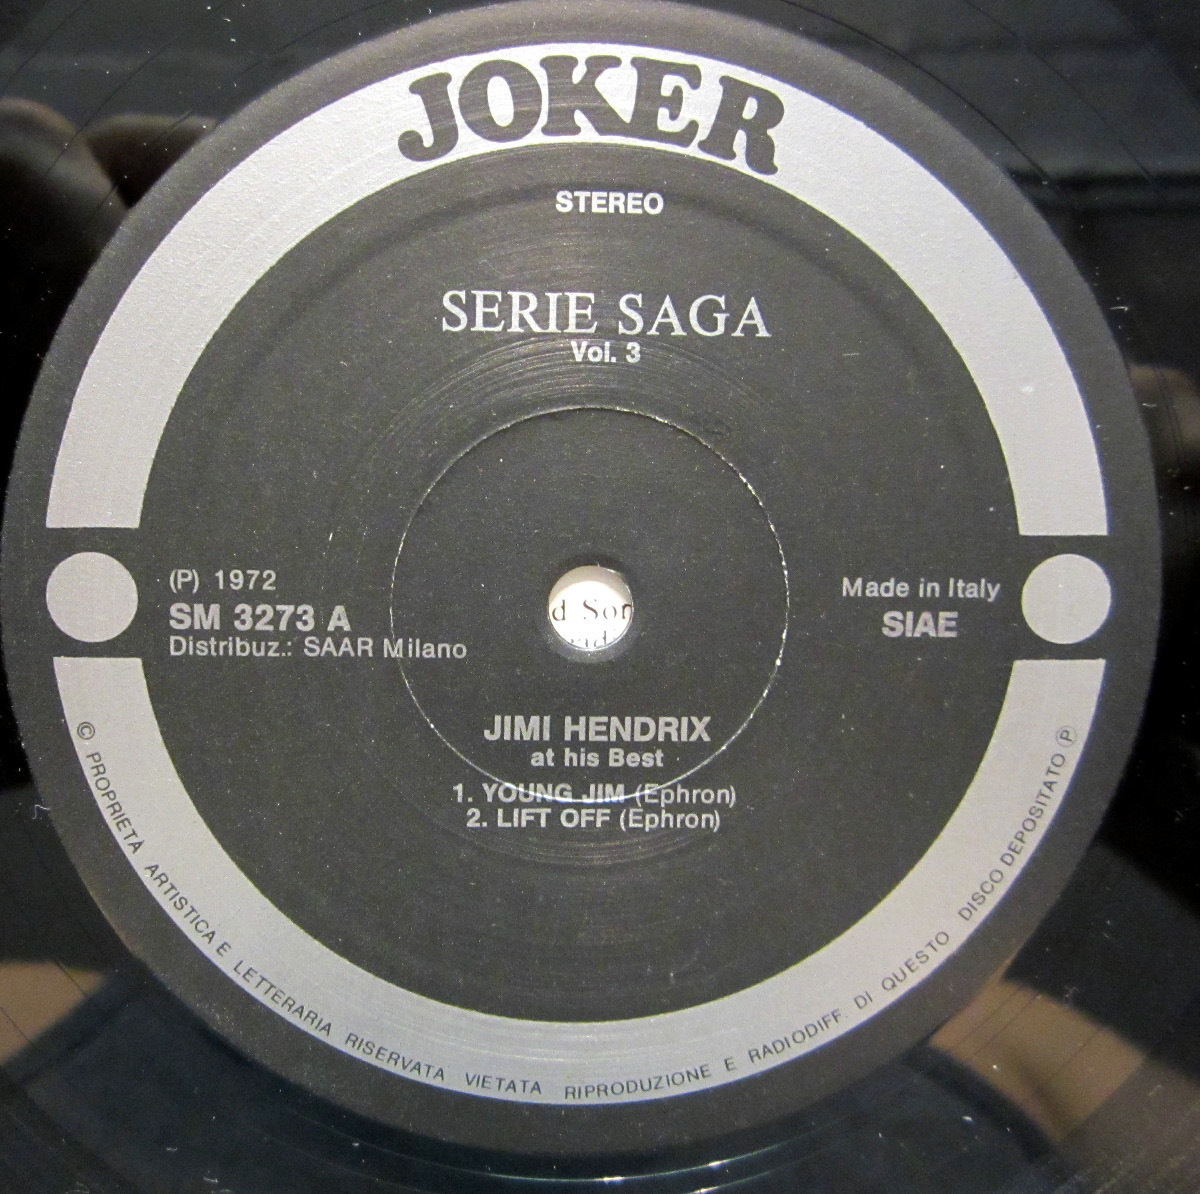 JOKER
STEREO
SERIE SAGA
Vol. 3
(P) 1972
SM 3273 A
Distribuz.: SAAR Milano
Made in Italy
SIAE
d Sor
JIMI HENDRIX
at his Best
1. YOUNG JIM (Ephron)
2. LIFT OFF (Ephron)
© PROPRIETÀ ARTISTICA E LETTERARIA RISERVATA VIETATA RIPRODUZIONE E RADIODIFF. DI QUESTO DISCO DEPOSITATO ℗